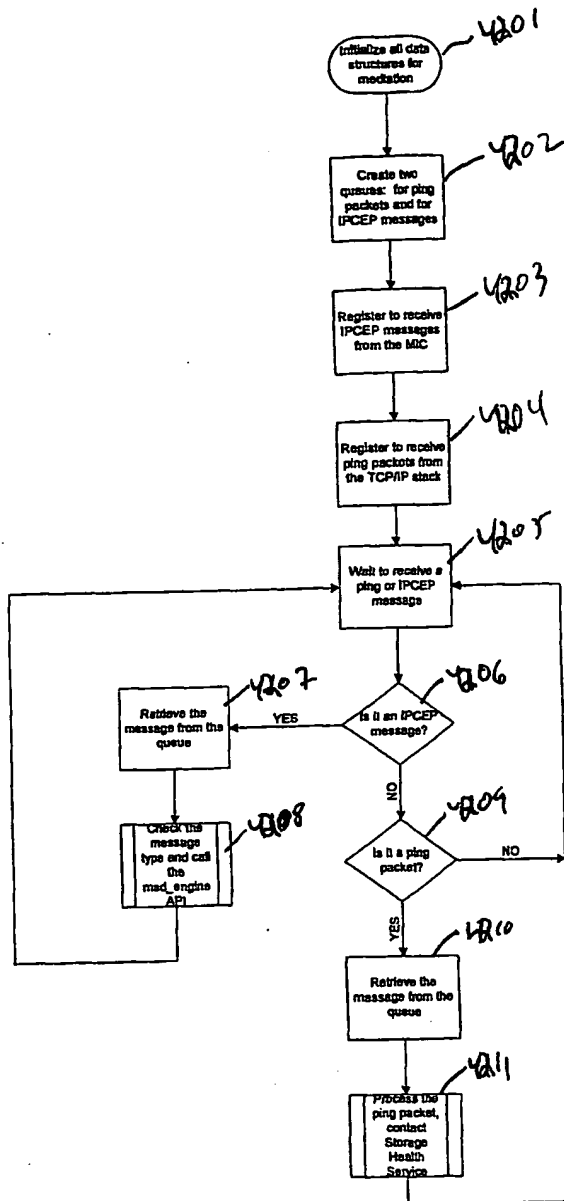 4201
Initialize all data
structures for
mediation
4202
Create two
queues: for ping
packets and for
IPCEP messages
4203
Register to receive
IPCEP messages
from the MIC
4204
Register to receive
ping packets from
the TCP/IP stack
4205
Wait to receive a
ping or IPCEP
message
4206
Is it an IPCEP
message?
YES
4207
Retrieve the
message from the
queue
4208
Check the
message
type and call
the
med_engine
API
NO
4209
Is it a ping
packet?
NO
YES
4210
Retrieve the
message from the
queue
4211
Process the
ping packet,
contact
Storage
Health
Service